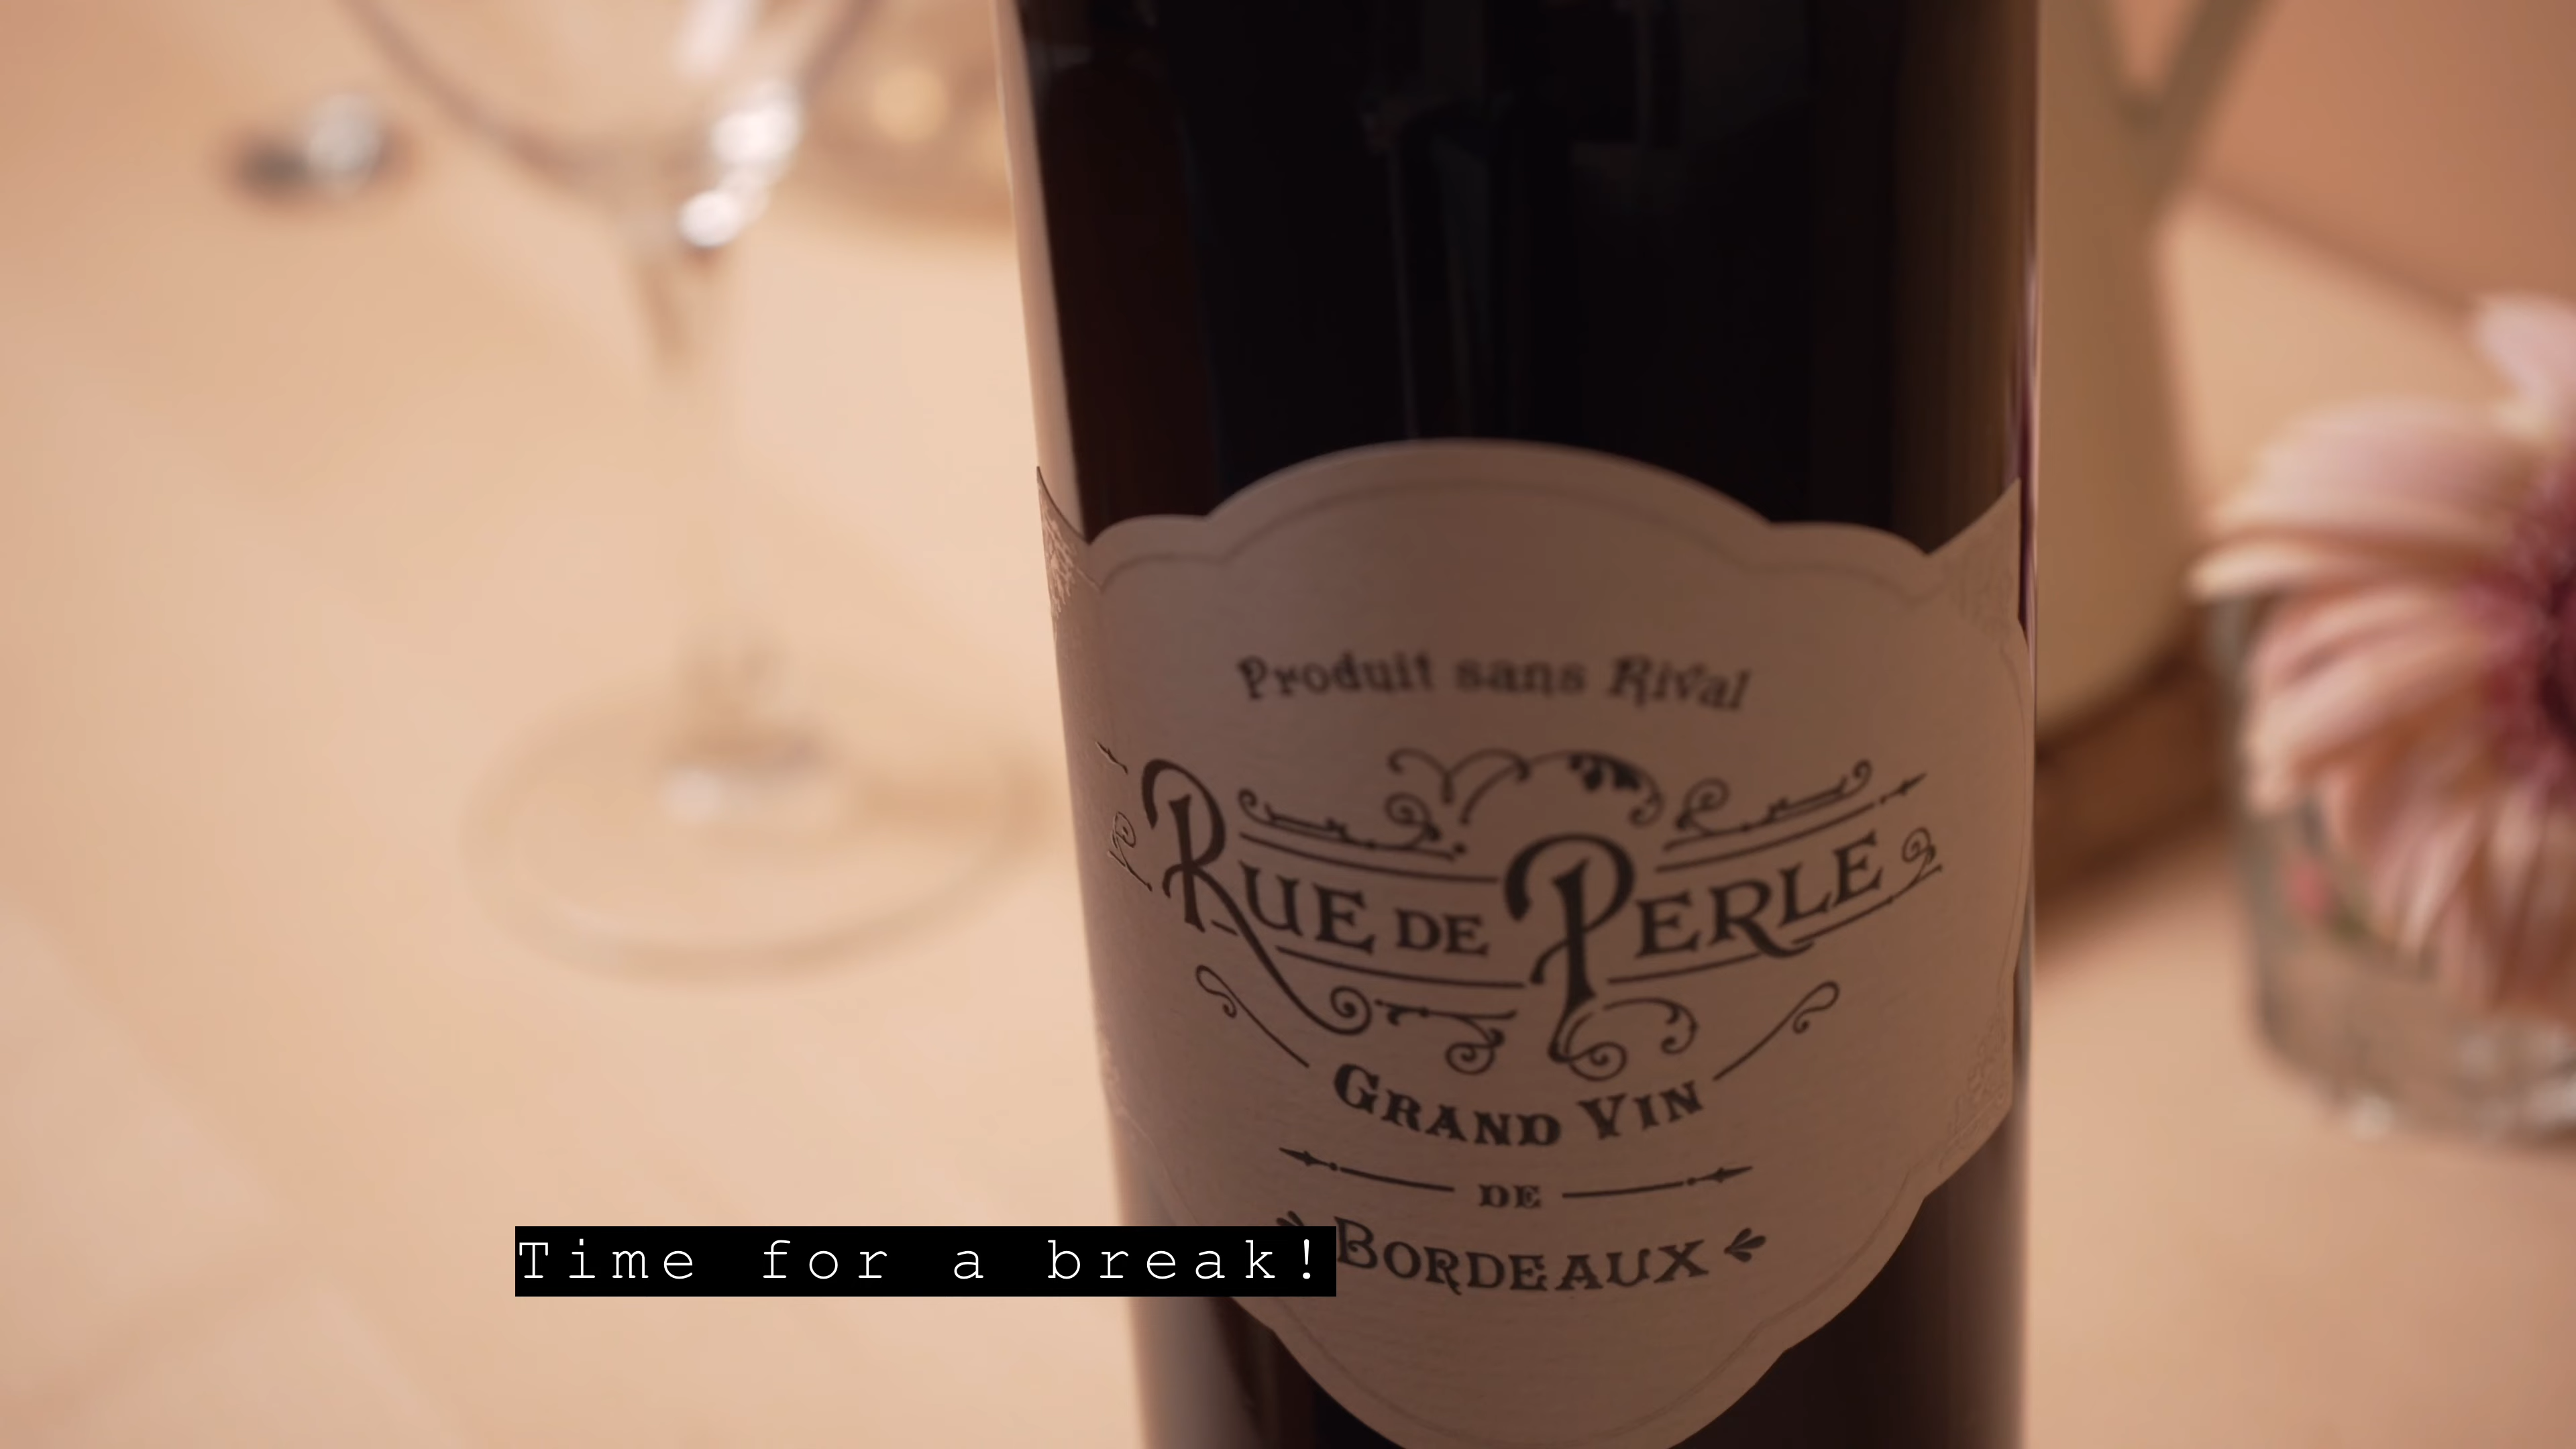 Produit sans Rival
RUE DE PERLE
GRAND VIN
DE
BORDEAUX
Time for a break!